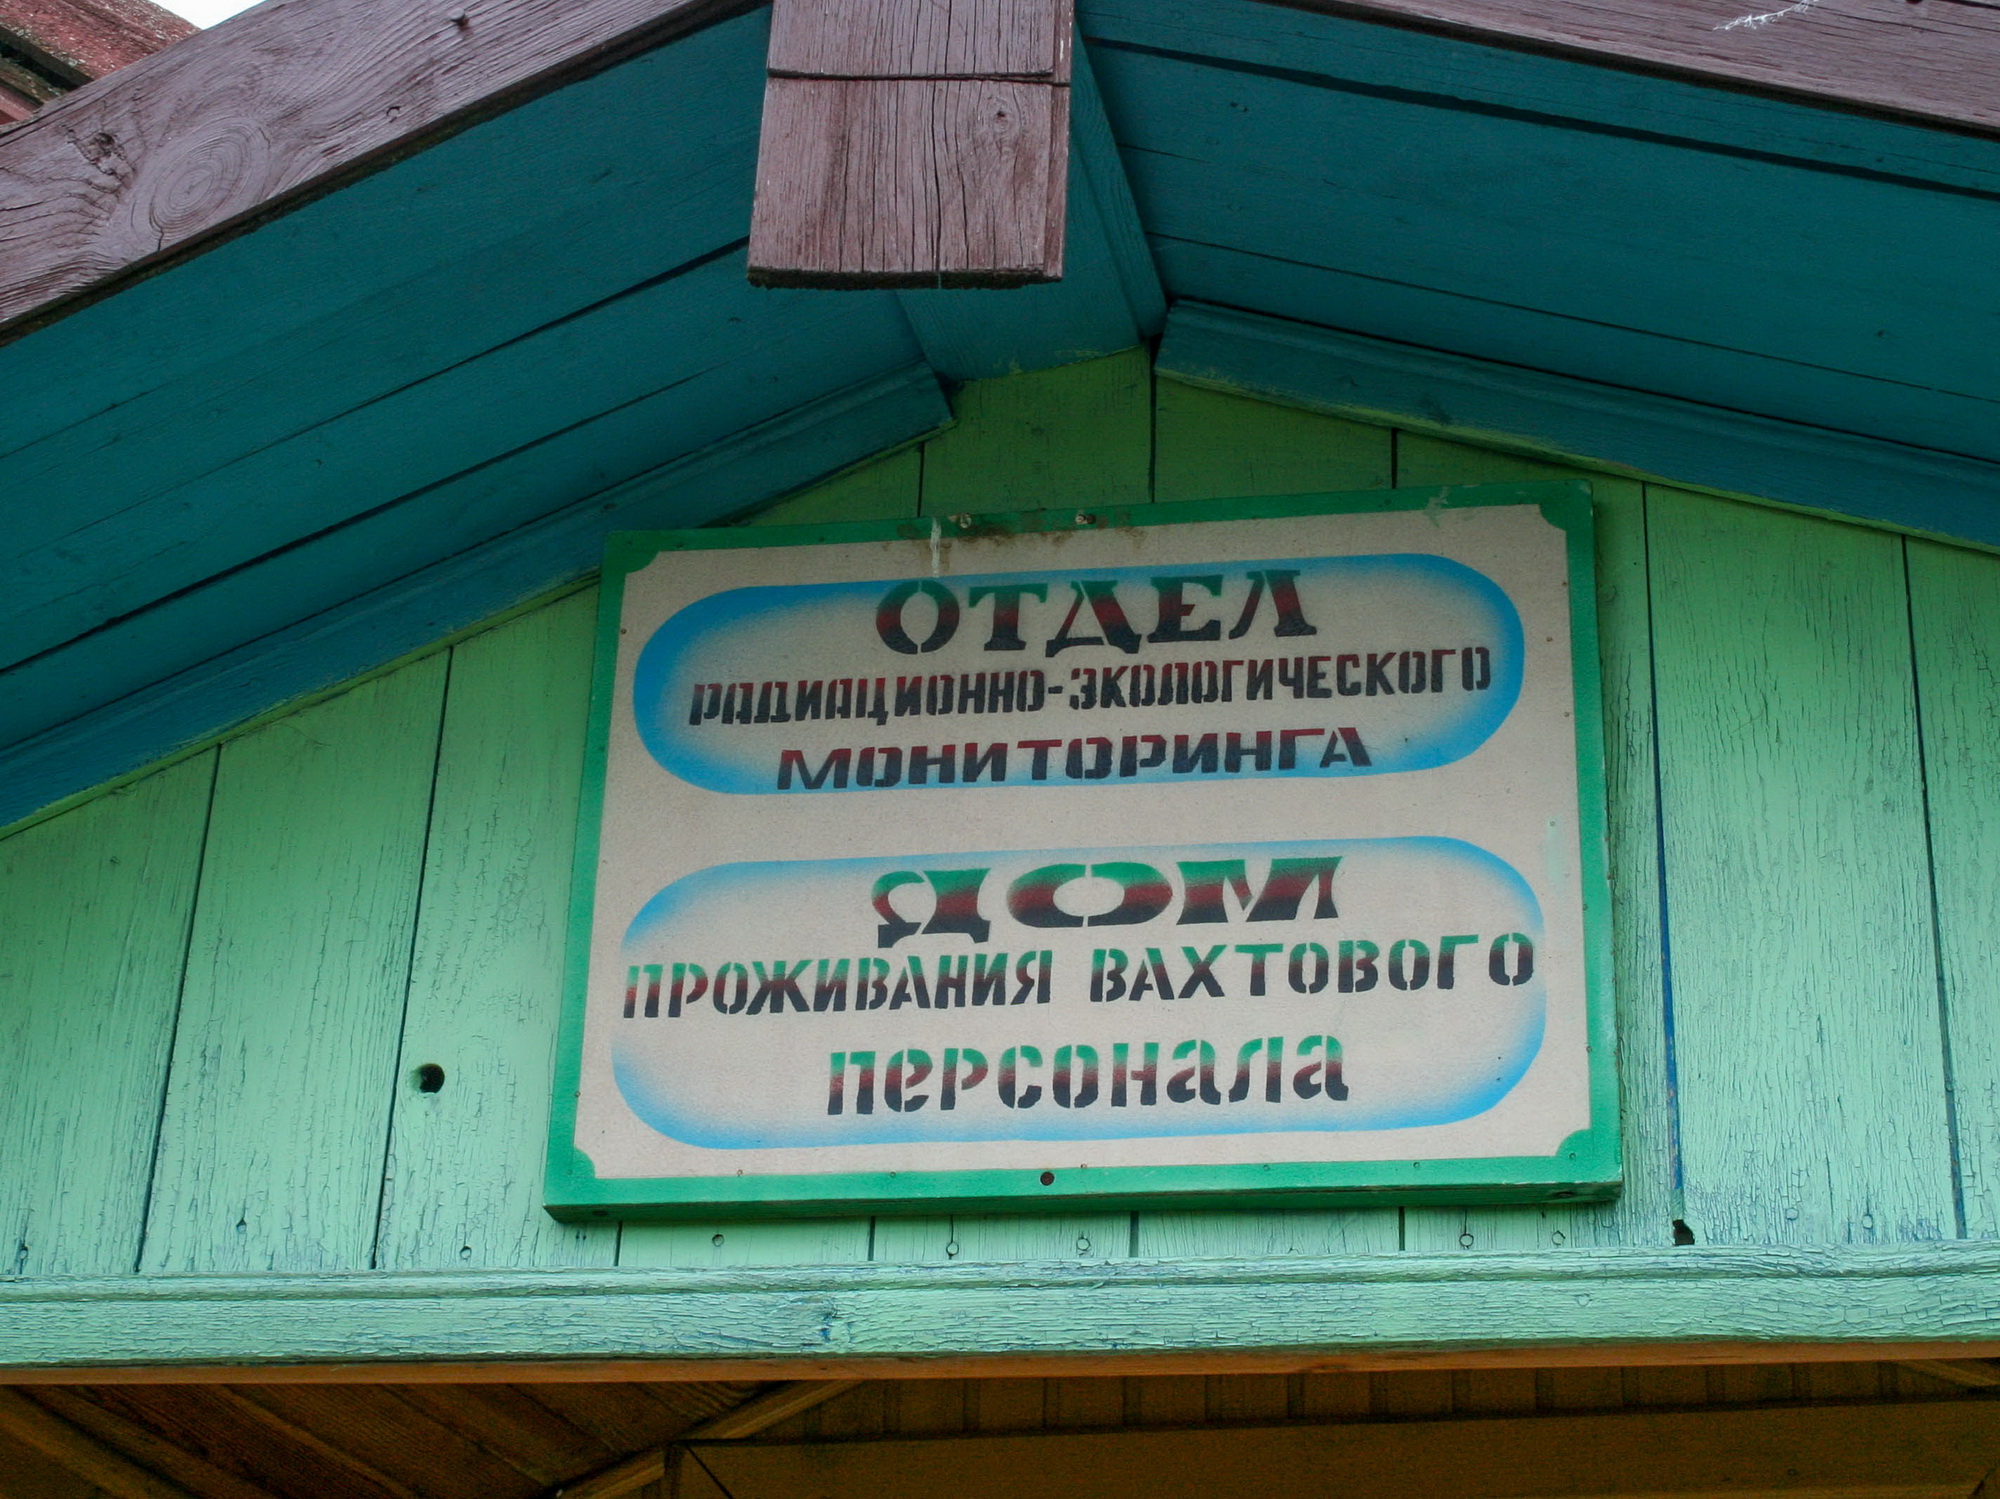 ОТДЕЛ
РАДИАЦИОННО-ЭКОЛОГИЧЕСКОГО
МОНИТОРИНГА
ДОМ
ПРОЖИВАНИЯ ВАХТОВОГО
персонала